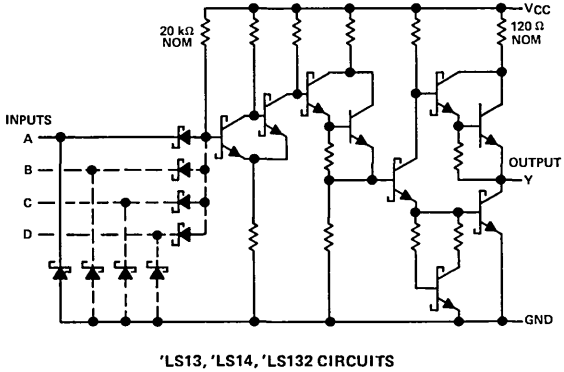 VCC
20 kΩ
NOM
120 Ω
NOM
INPUTS
A
B
C
D
OUTPUT
Y
GND
'LS13, 'LS14, 'LS132 CIRCUITS